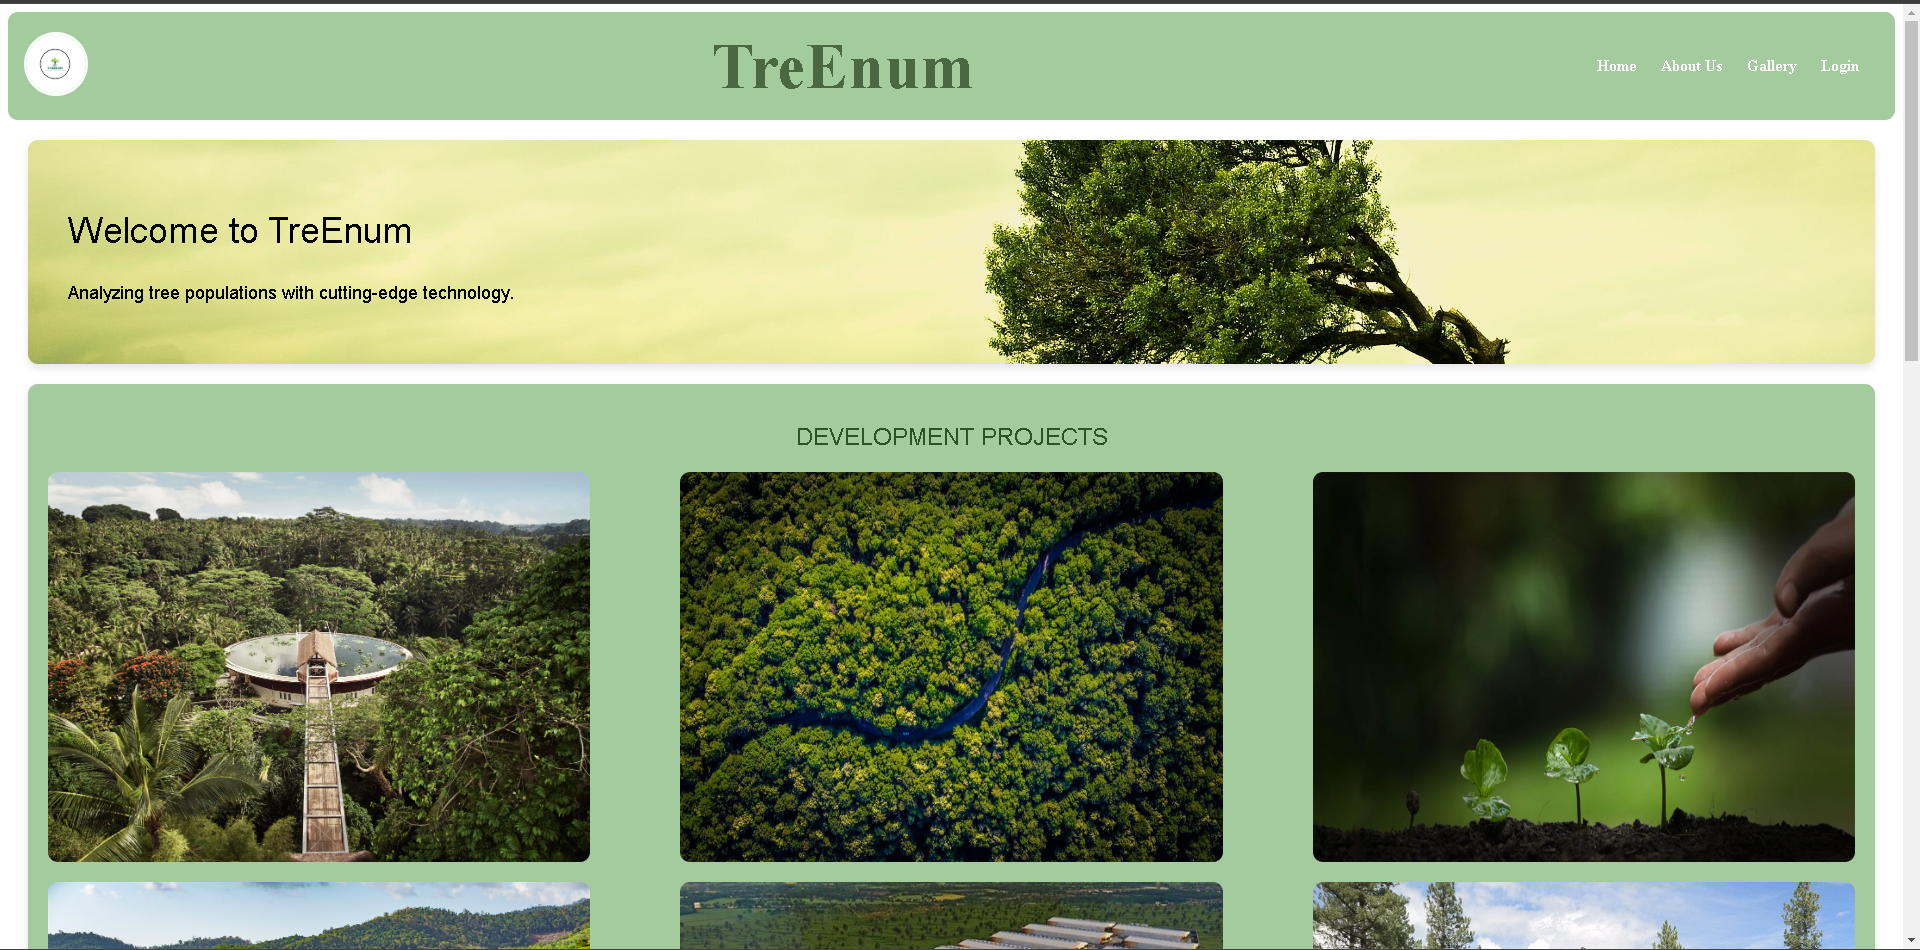 TreEnum
Home About Us Gallery Login
Welcome to TreEnum
Analyzing tree populations with cutting-edge technology.
DEVELOPMENT PROJECTS